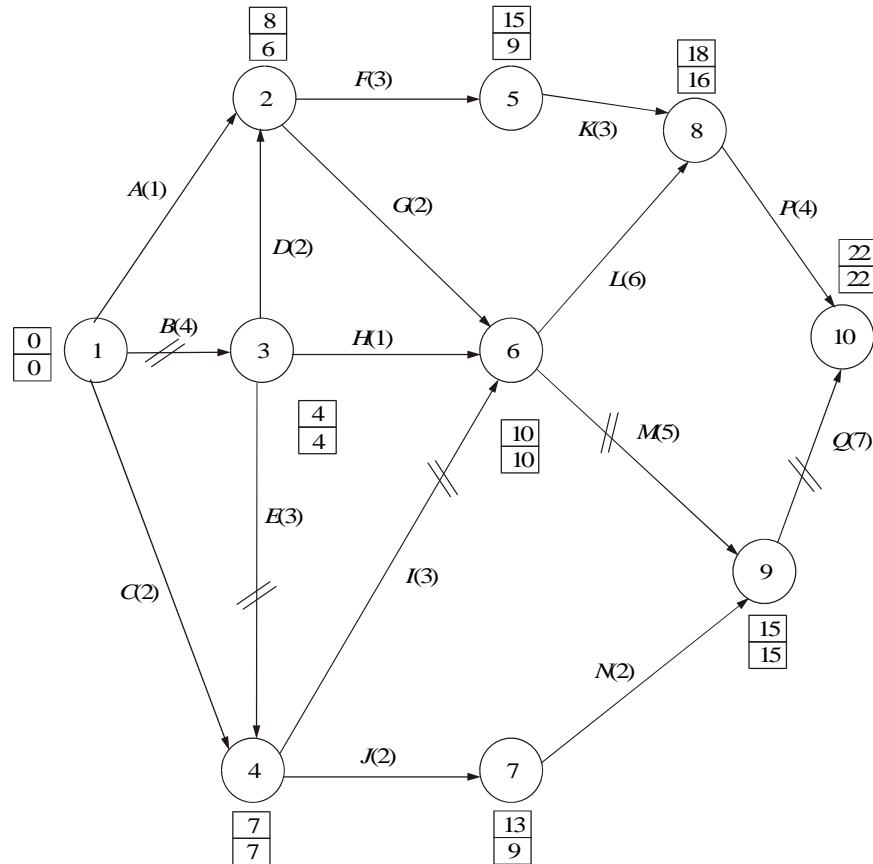 8
6
15
9
18
16
2
F(3)
5
K(3)
8
A(1)
G(2)
P(4)
D(2)
L(6)
22
22
0
0
1
B(4)
3
H(1)
6
10
4
4
10
10
M(5)
Q(7)
E(3)
C(2)
I(3)
9
15
15
N(2)
4
J(2)
7
7
7
13
9